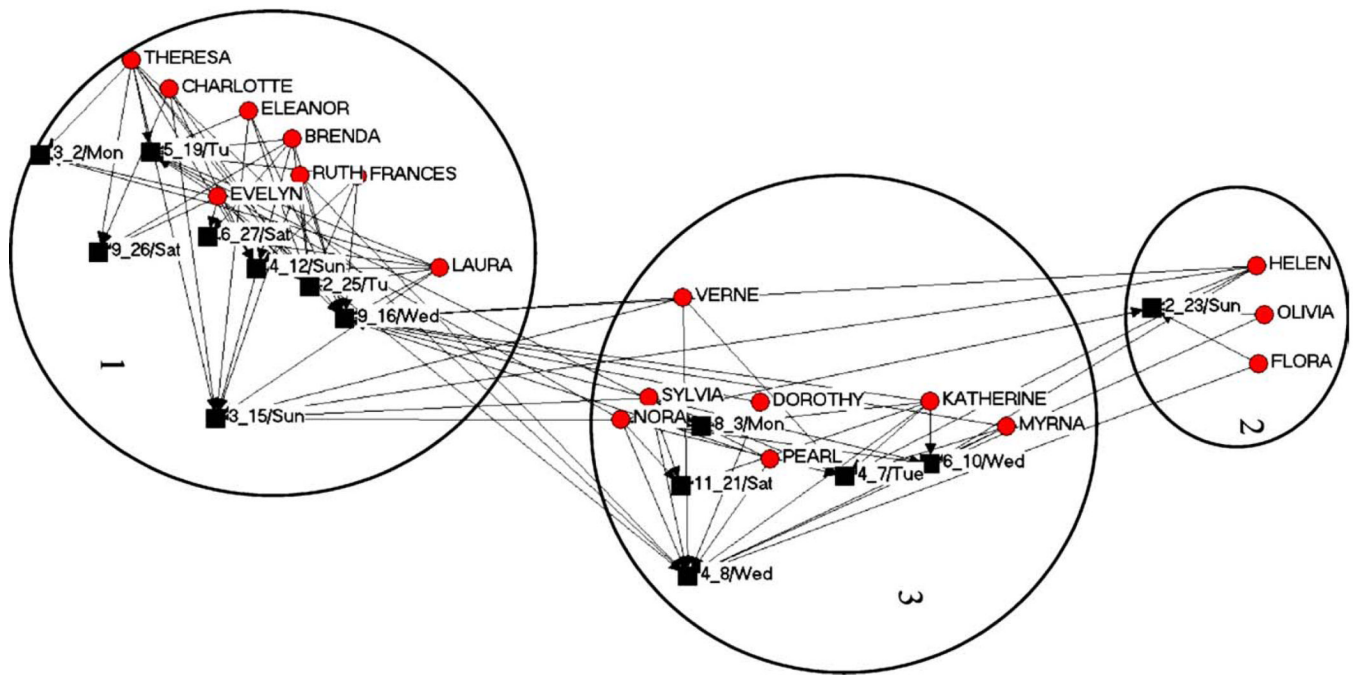 THERESA
CHARLOTTE
ELEANOR
BRENDA
3_2/Mon
5_19/Tu
RUTH
FRANCES
EVELYN
6_27/Sat
9_26/Sat
4_12/Sun
LAURA
2_25/Tu
9_16/Wed
1
3_15/Sun
VERNE
SYLVIA
DOROTHY
KATHERINE
NORA
8_3/Mon
MYRNA
PEARL
6_10/Wed
4_7/Tue
11_21/Sat
4_8/Wed
3
HELEN
2_23/Sun
OLIVIA
FLORA
2